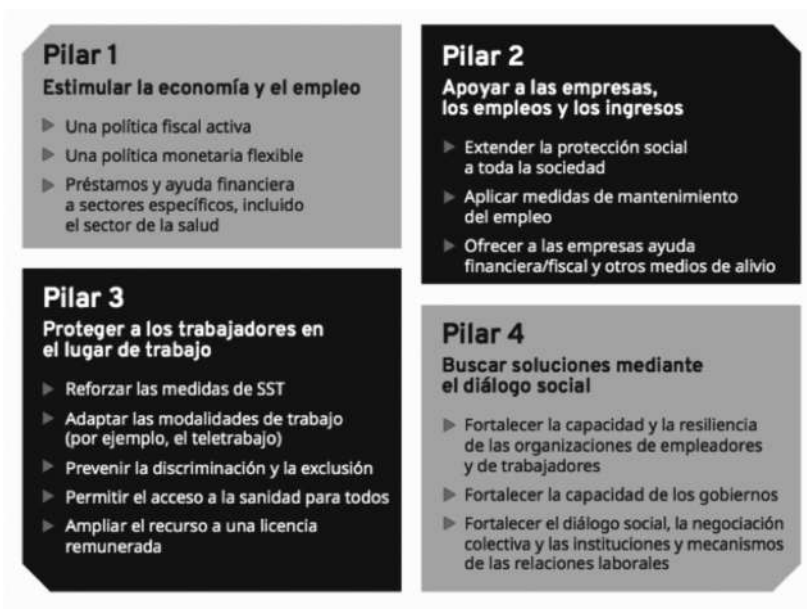 Pilar 1
Estimular la economía y el empleo
Una política fiscal activa
Una política monetaria flexible
Préstamos y ayuda financiera
a sectores específicos, incluido
el sector de la salud
Pilar 2
Apoyar a las empresas,
los empleos y los ingresos
Extender la protección social
a toda la sociedad
Aplicar medidas de mantenimiento
del empleo
Ofrecer a las empresas ayuda
financiera/fiscal y otros medios de alivio
Pilar 3
Proteger a los trabajadores en
el lugar de trabajo
Reforzar las medidas de SST
Adaptar las modalidades de trabajo
(por ejemplo, el teletrabajo)
Prevenir la discriminación y la exclusión
Permitir el acceso a la sanidad para todos
Ampliar el recurso a una licencia
remunerada
Pilar 4
Buscar soluciones mediante
el diálogo social
Fortalecer la capacidad y la resiliencia
de las organizaciones de empleadores
y de trabajadores
Fortalecer la capacidad de los gobiernos
Fortalecer el diálogo social, la negociación
colectiva y las instituciones y mecanismos
de las relaciones laborales